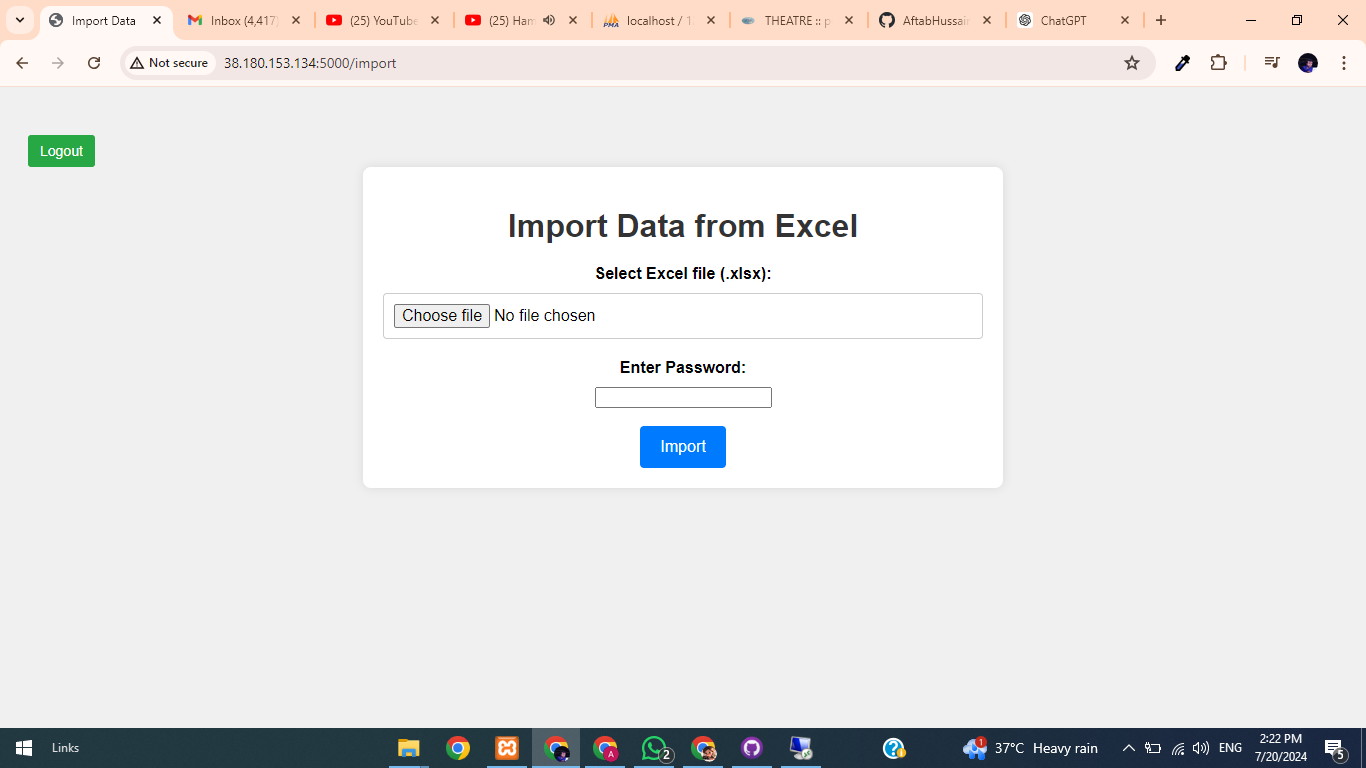 Import Data
Inbox (4,417)
(25) YouTube
(25) Ham
localhost / 1
THEATRE :: p
AftabHussain
ChatGPT
Not secure
38.180.153.134:5000/import
Logout
Import Data from Excel
Select Excel file (.xlsx):
Choose file No file chosen
Enter Password:
Import
Links
2
1
37°C Heavy rain
ENG
2:22 PM
7/20/2024
5